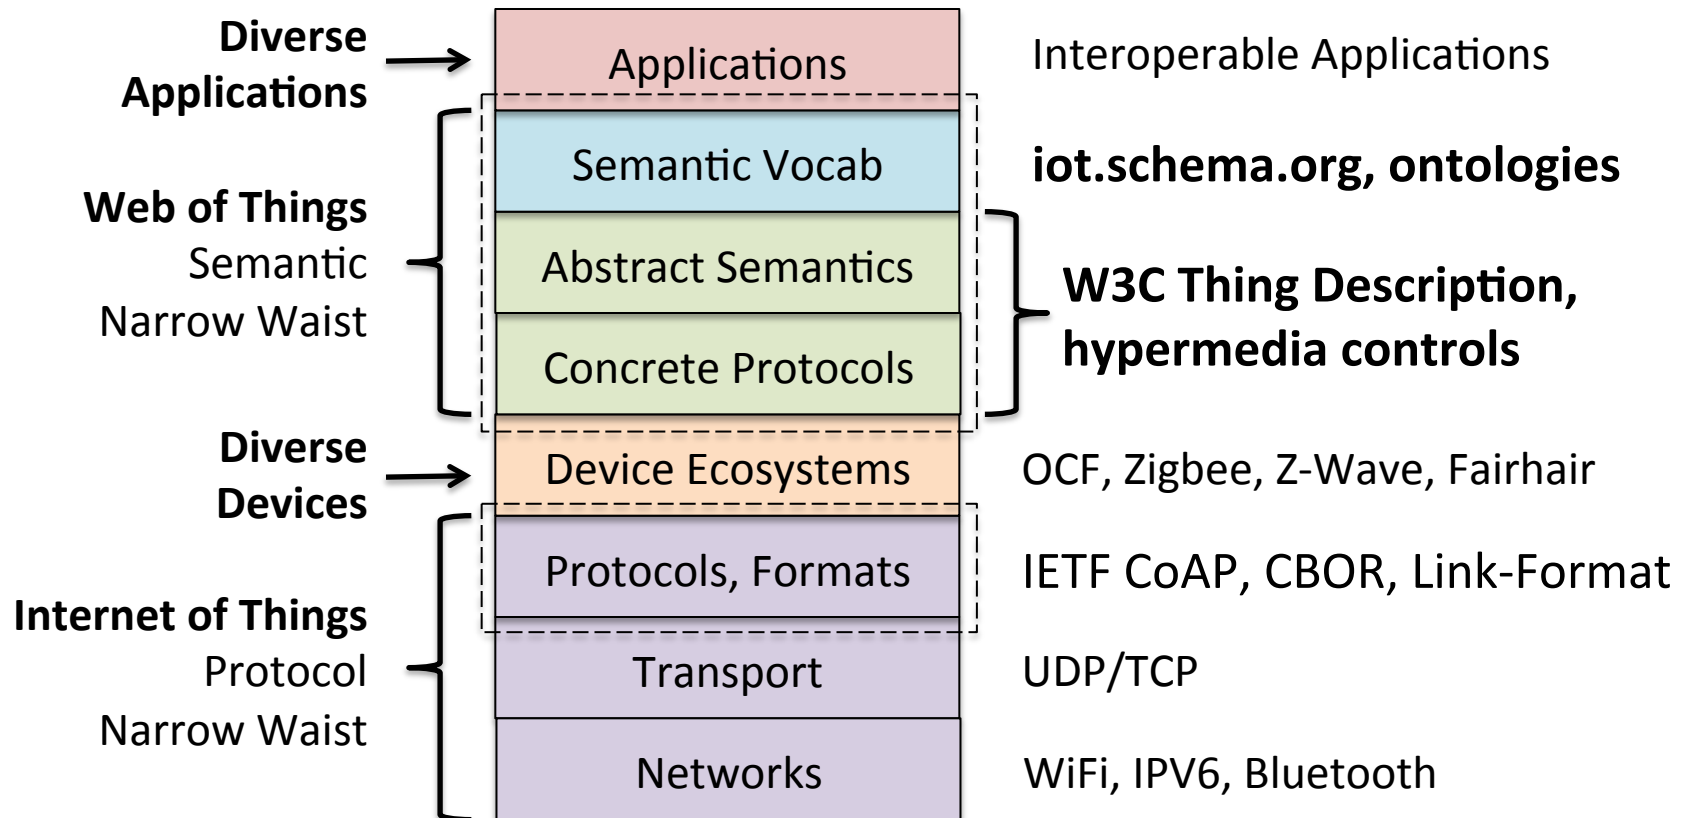 Diverse
Applications
Web of Things
Semantic
Narrow Waist
Diverse
Devices
Internet of Things
Protocol
Narrow Waist
Applications
Semantic Vocab
Abstract Semantics
Concrete Protocols
Device Ecosystems
Protocols, Formats
Transport
Networks
Interoperable Applications
iot.schema.org, ontologies
W3C Thing Description,
hypermedia controls
OCF, Zigbee, Z-Wave, Fairhair
IETF CoAP, CBOR, Link-Format
UDP/TCP
WiFi, IPV6, Bluetooth